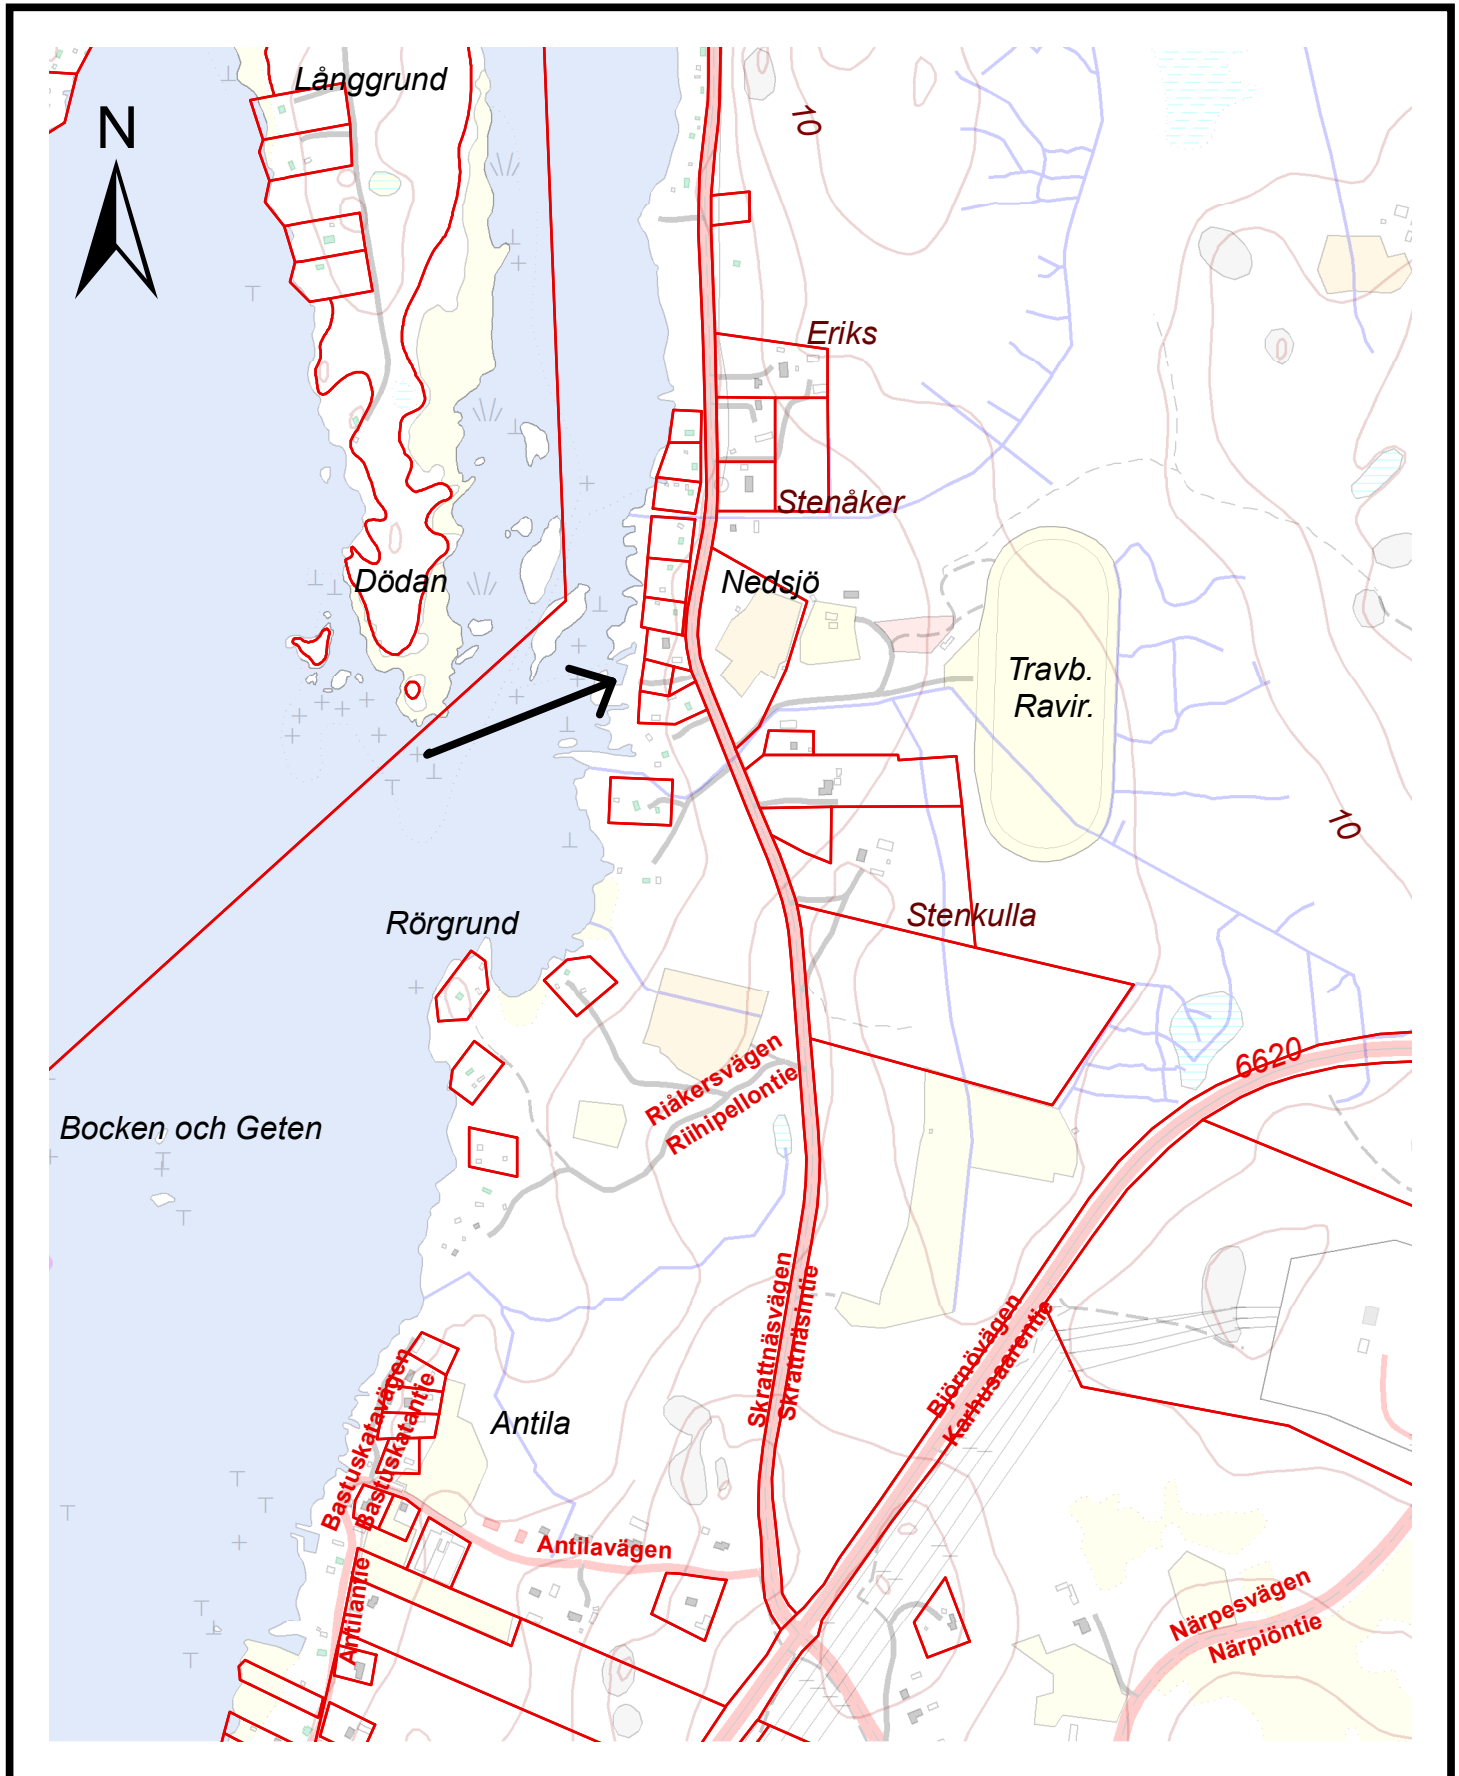 Långgrund
N
10
Eriks
Stenåker
Dödan
Nedsjö
Travb.
Ravir.
10
Rörgrund
Stenkulla
Riåkersvägen
Riihipellontie
6620
Bocken och Geten
Skrattnäsvägen
Skrattnäsintie
Björnövägen
Karhusaarentie
Bastuskatavägen
Bastuskatantie
Antila
Antilavägen
Antilantie
Närpesvägen
Närpiöntie